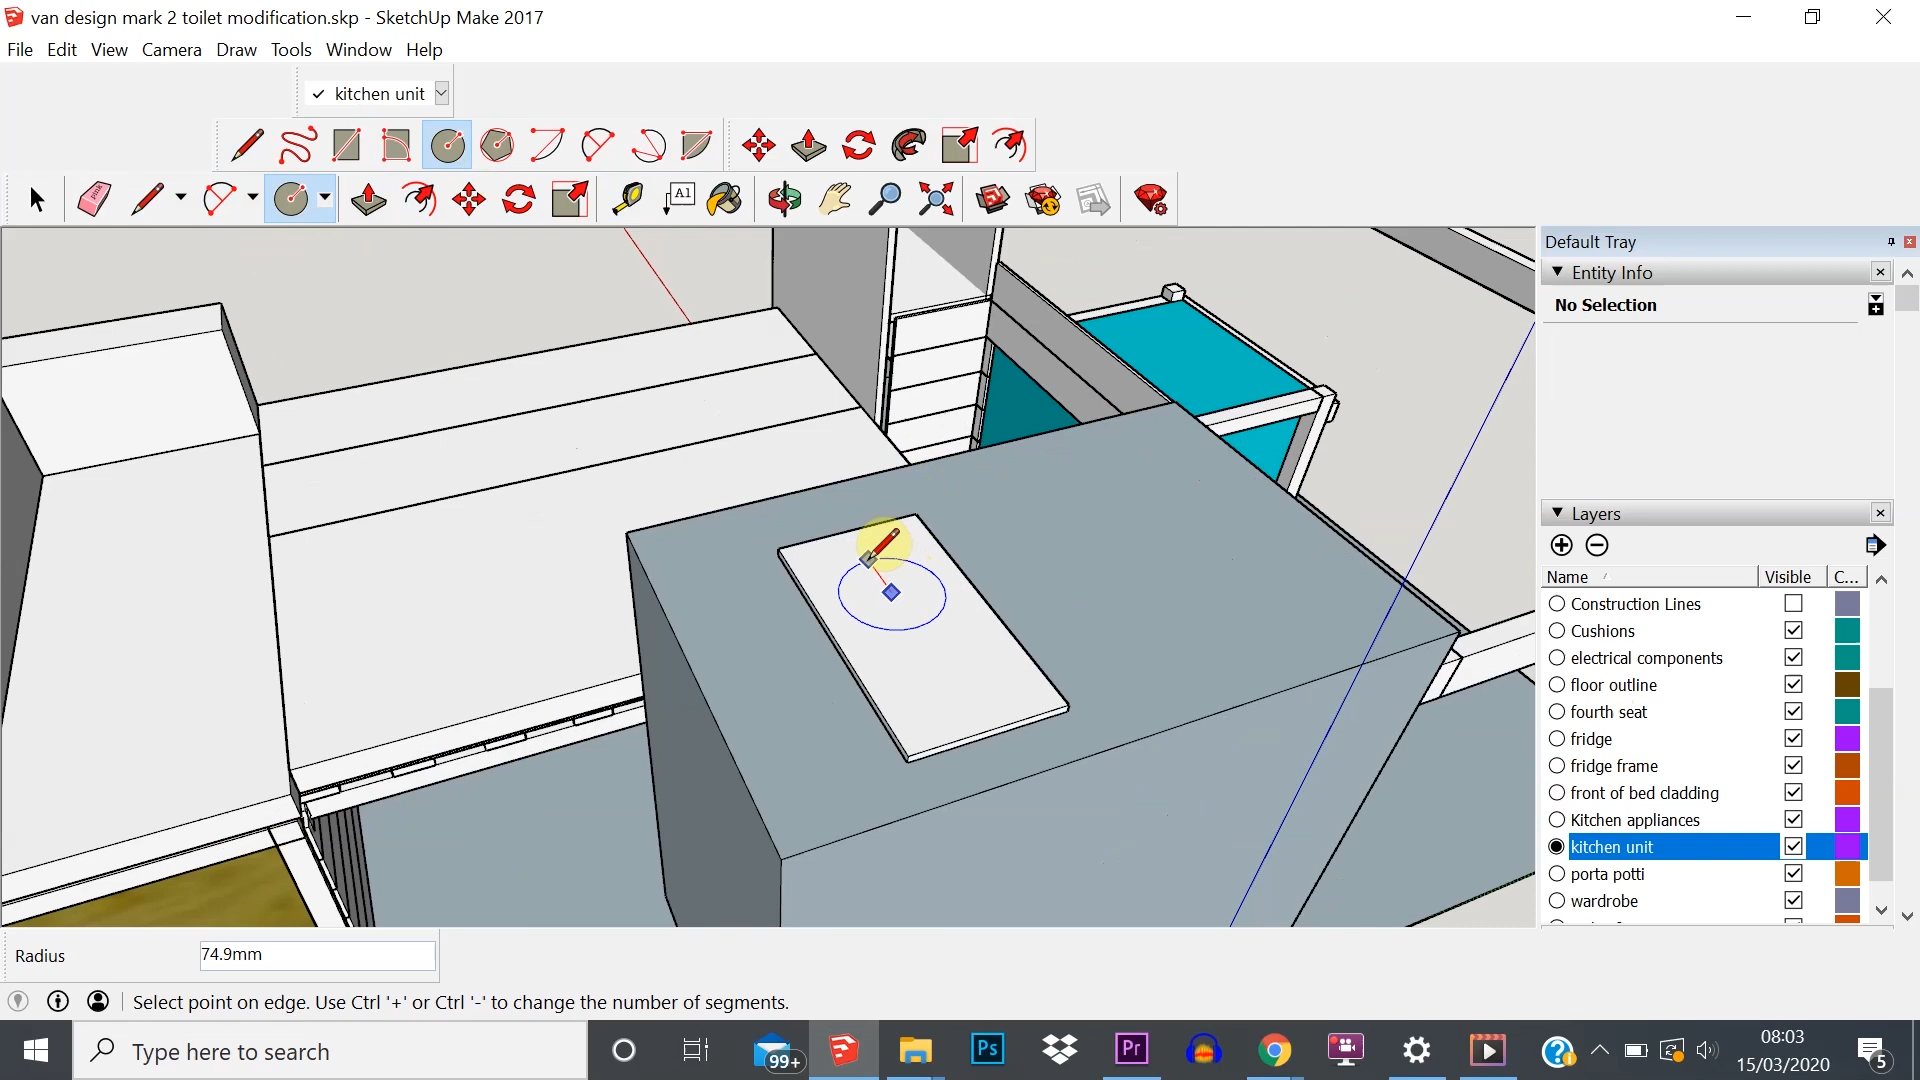 van design mark 2 toilet modification.skp - SketchUp Make 2017
File Edit View Camera Draw Tools Window Help
kitchen unit
A1
Default Tray
Entity Info
No Selection
Layers
Name Visible C...
Construction Lines
Cushions
electrical components
floor outline
fourth seat
fridge
fridge frame
front of bed cladding
Kitchen appliances
kitchen unit
porta potti
wardrobe
Radius 74.9mm
Select point on edge. Use Ctrl '+' or Ctrl '-' to change the number of segments.
Type here to search
99+
Ps
Pr
08:03
15/03/2020
5